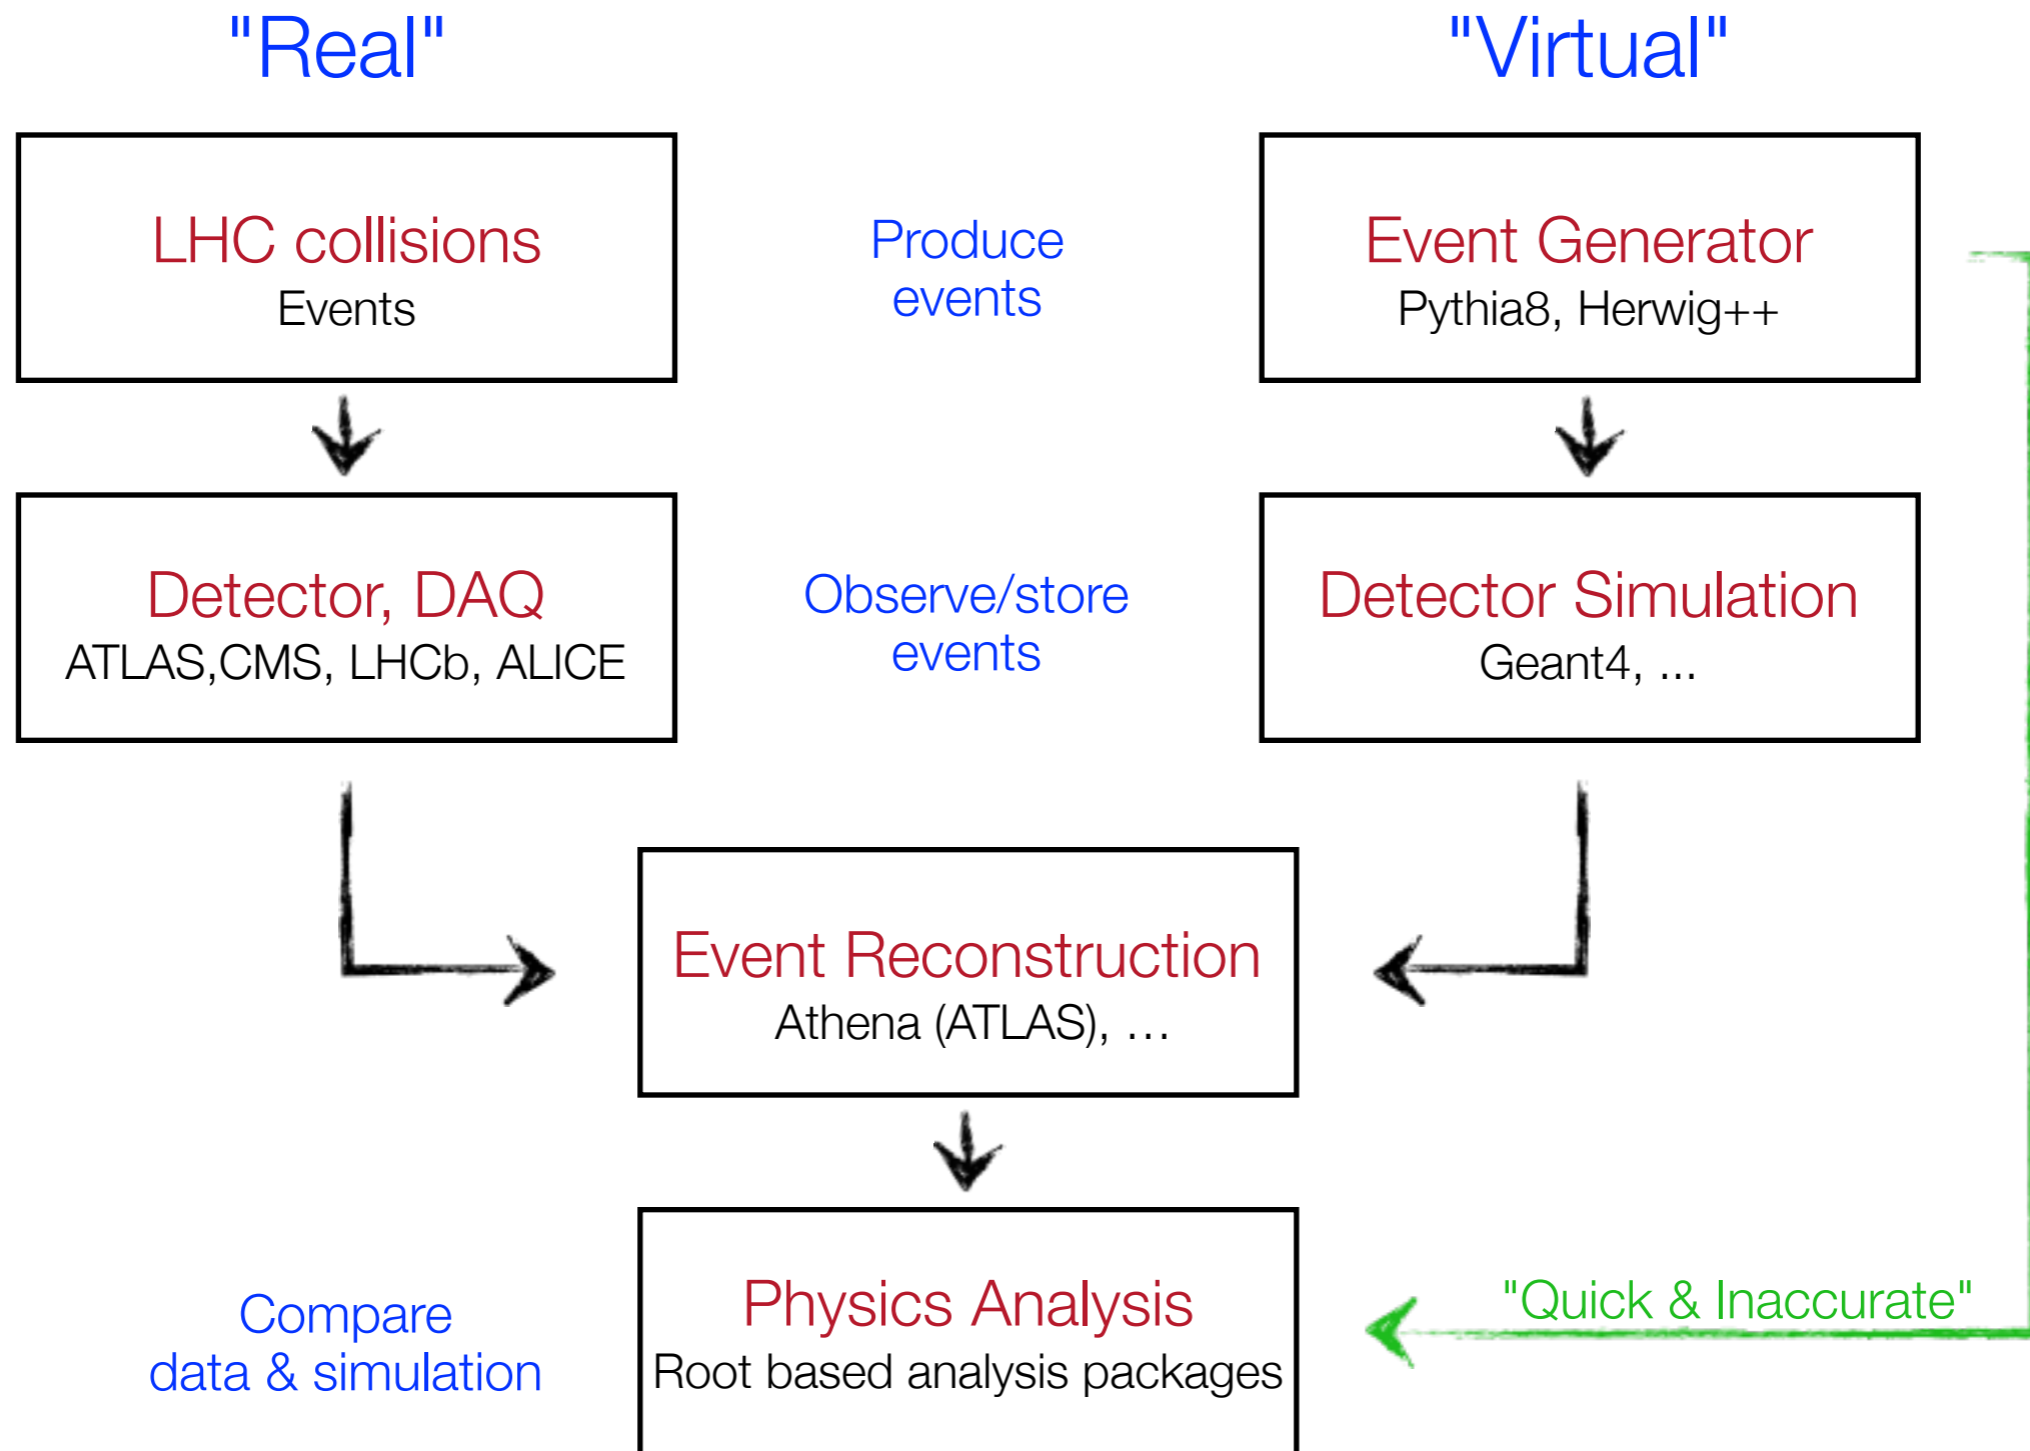 "Real"
"Virtual"
LHC collisions
Events
Produce
events
Event Generator
Pythia8, Herwig++
Detector, DAQ
ATLAS,CMS, LHCb, ALICE
Observe/store
events
Detector Simulation
Geant4, ...
Event Reconstruction
Athena (ATLAS), …
Compare
data & simulation
Physics Analysis
Root based analysis packages
"Quick & Inaccurate"